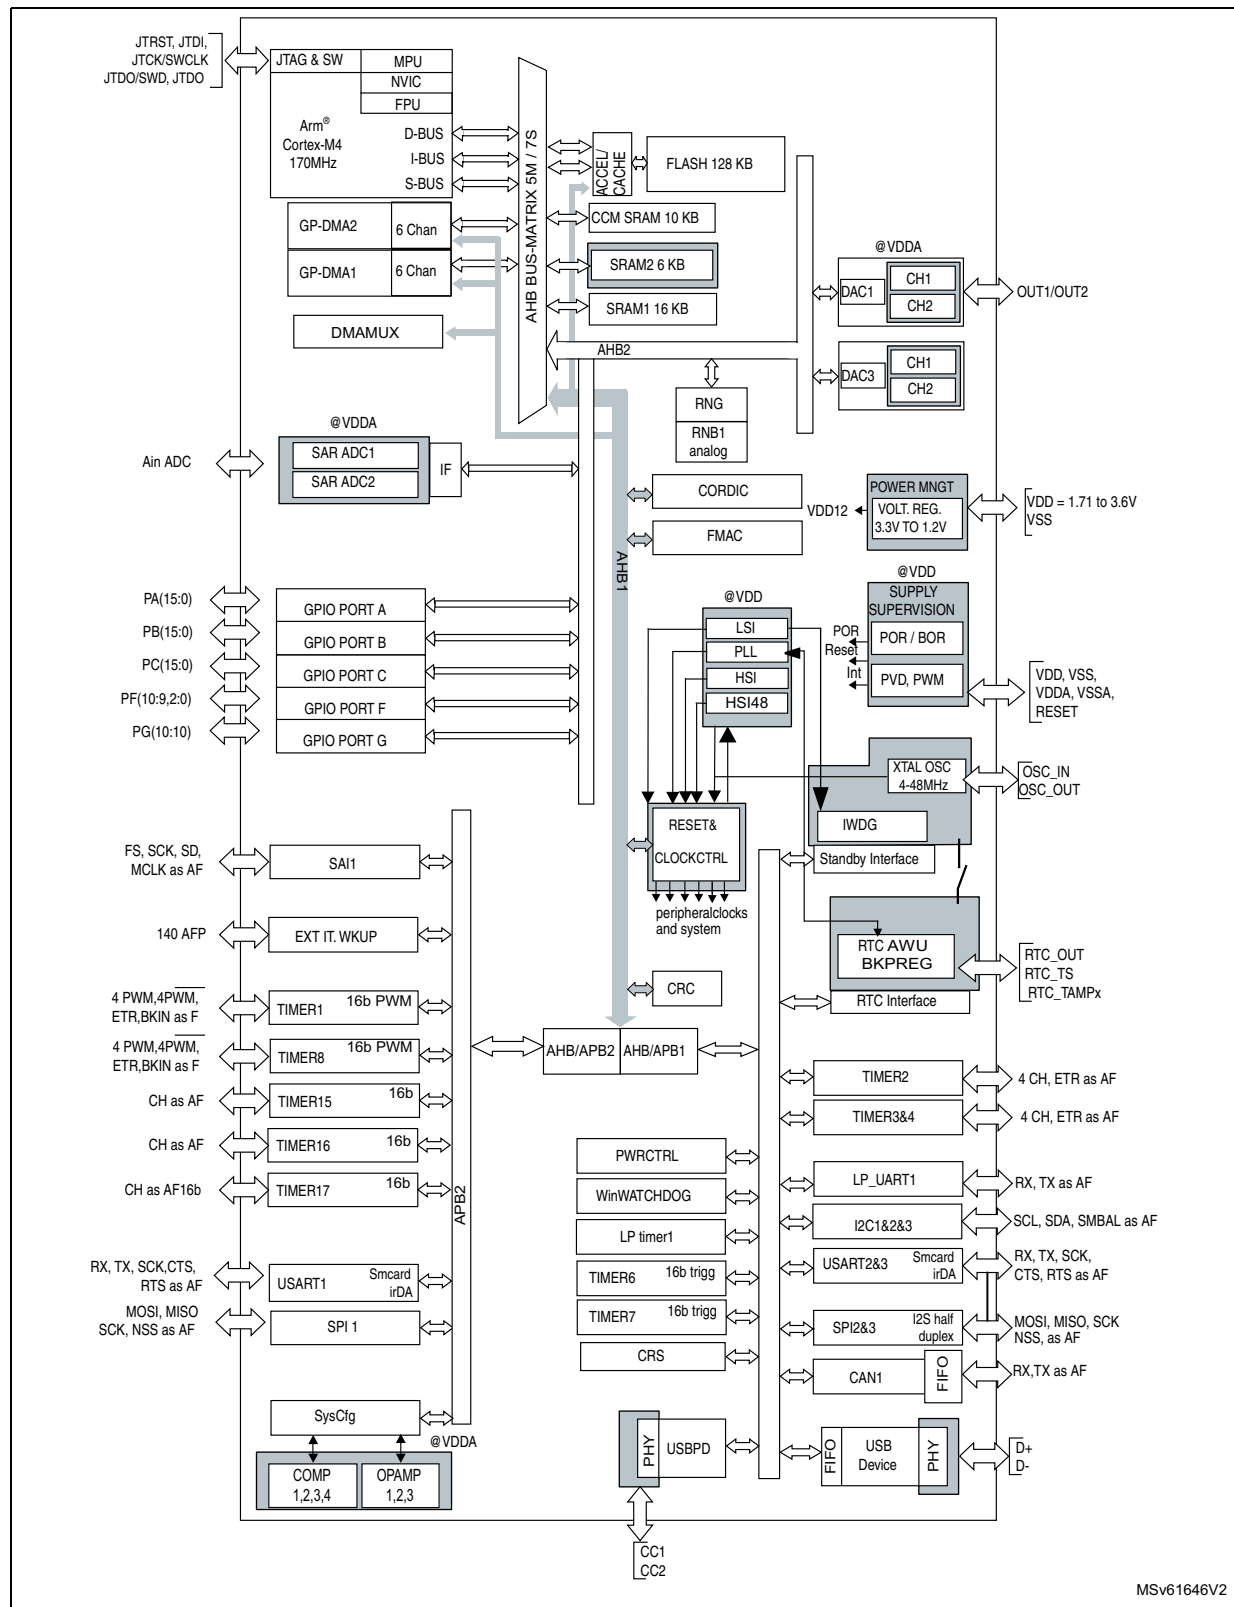 JTRST, JTDI,
JTCK/SWCLK
JTDO/SWD, JTDO
JTAG & SW
MPU
NVIC
FPU
Arm®
Cortex-M4
170MHz
D-BUS
I-BUS
S-BUS
GP-DMA2
6 Chan
GP-DMA1
6 Chan
DMAMUX
AHB BUS-MATRIX 5M / 7S
ACCEL/
CACHE
FLASH 128 KB
CCM SRAM 10 KB
SRAM2 6 KB
SRAM1 16 KB
AHB2
RNG
RNB1
analog
@VDDA
DAC1
CH1
CH2
OUT1/OUT2
DAC3
CH1
CH2
@VDDA
SAR ADC1
SAR ADC2
IF
Ain ADC
CORDIC
FMAC
AHB1
POWER MNGT
VOLT. REG.
3.3V TO 1.2V
VDD12
VDD = 1.71 to 3.6V
VSS
@VDD
SUPPLY
SUPERVISION
POR / BOR
PVD, PWM
POR
Reset
Int
VDD, VSS,
VDDA, VSSA,
RESET
@VDD
LSI
PLL
HSI
HSI48
PA(15:0)
PB(15:0)
PC(15:0)
PF(10:9,2:0)
PG(10:10)
GPIO PORT A
GPIO PORT B
GPIO PORT C
GPIO PORT F
GPIO PORT G
XTAL OSC
4-48MHz
OSC_IN
OSC_OUT
IWDG
Standby Interface
RESET&
CLOCKCTRL
peripheralclocks
and system
RTC AWU
BKPREG
RTC Interface
RTC_OUT
RTC_TS
RTC_TAMPx
CRC
AHB/APB2
AHB/APB1
FS, SCK, SD,
MCLK as AF
SAI1
140 AFP
EXT IT. WKUP
4 PWM,4PWM,
ETR,BKIN as F
TIMER1
16b PWM
4 PWM,4PWM,
ETR,BKIN as F
TIMER8
16b PWM
CH as AF
TIMER15
16b
CH as AF
TIMER16
16b
CH as AF16b
TIMER17
16b
APB2
RX, TX, SCK,CTS,
RTS as AF
USART1
Smcard
irDA
MOSI, MISO
SCK, NSS as AF
SPI 1
SysCfg
@VDDA
COMP
1,2,3,4
OPAMP
1,2,3
PWRCTRL
WinWATCHDOG
LP timer1
TIMER6
16b trigg
TIMER7
16b trigg
CRS
PHY
USBPD
CC1
CC2
TIMER2
4 CH, ETR as AF
TIMER3&4
4 CH, ETR as AF
LP_UART1
RX, TX as AF
I2C1&2&3
SCL, SDA, SMBAL as AF
USART2&3
Smcard
irDA
RX, TX, SCK,
CTS, RTS as AF
SPI2&3
I2S half
duplex
MOSI, MISO, SCK
NSS, as AF
CAN1
FIFO
RX,TX as AF
FIFO
USB
Device
PHY
D+
D-
MSv61646V2